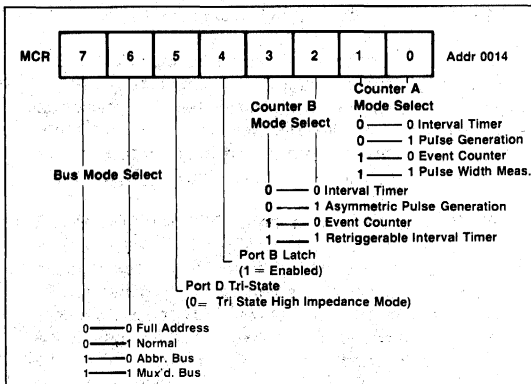 MCR 7 6 5 4 3 2 1 0 Addr 0014
Counter A
Mode Select
0 — 0 Interval Timer
0 — 1 Pulse Generation
1 — 0 Event Counter
1 — 1 Pulse Width Meas.
Counter B
Mode Select
0 — 0 Interval Timer
0 — 1 Asymmetric Pulse Generation
1 — 0 Event Counter
1 — 1 Retriggerable Interval Timer
Port B Latch
(1 = Enabled)
Port D Tri-State
(0= Tri State High Impedance Mode)
Bus Mode Select
0 — 0 Full Address
0 — 1 Normal
1 — 0 Abbr. Bus
1 — 1 Mux'd. Bus